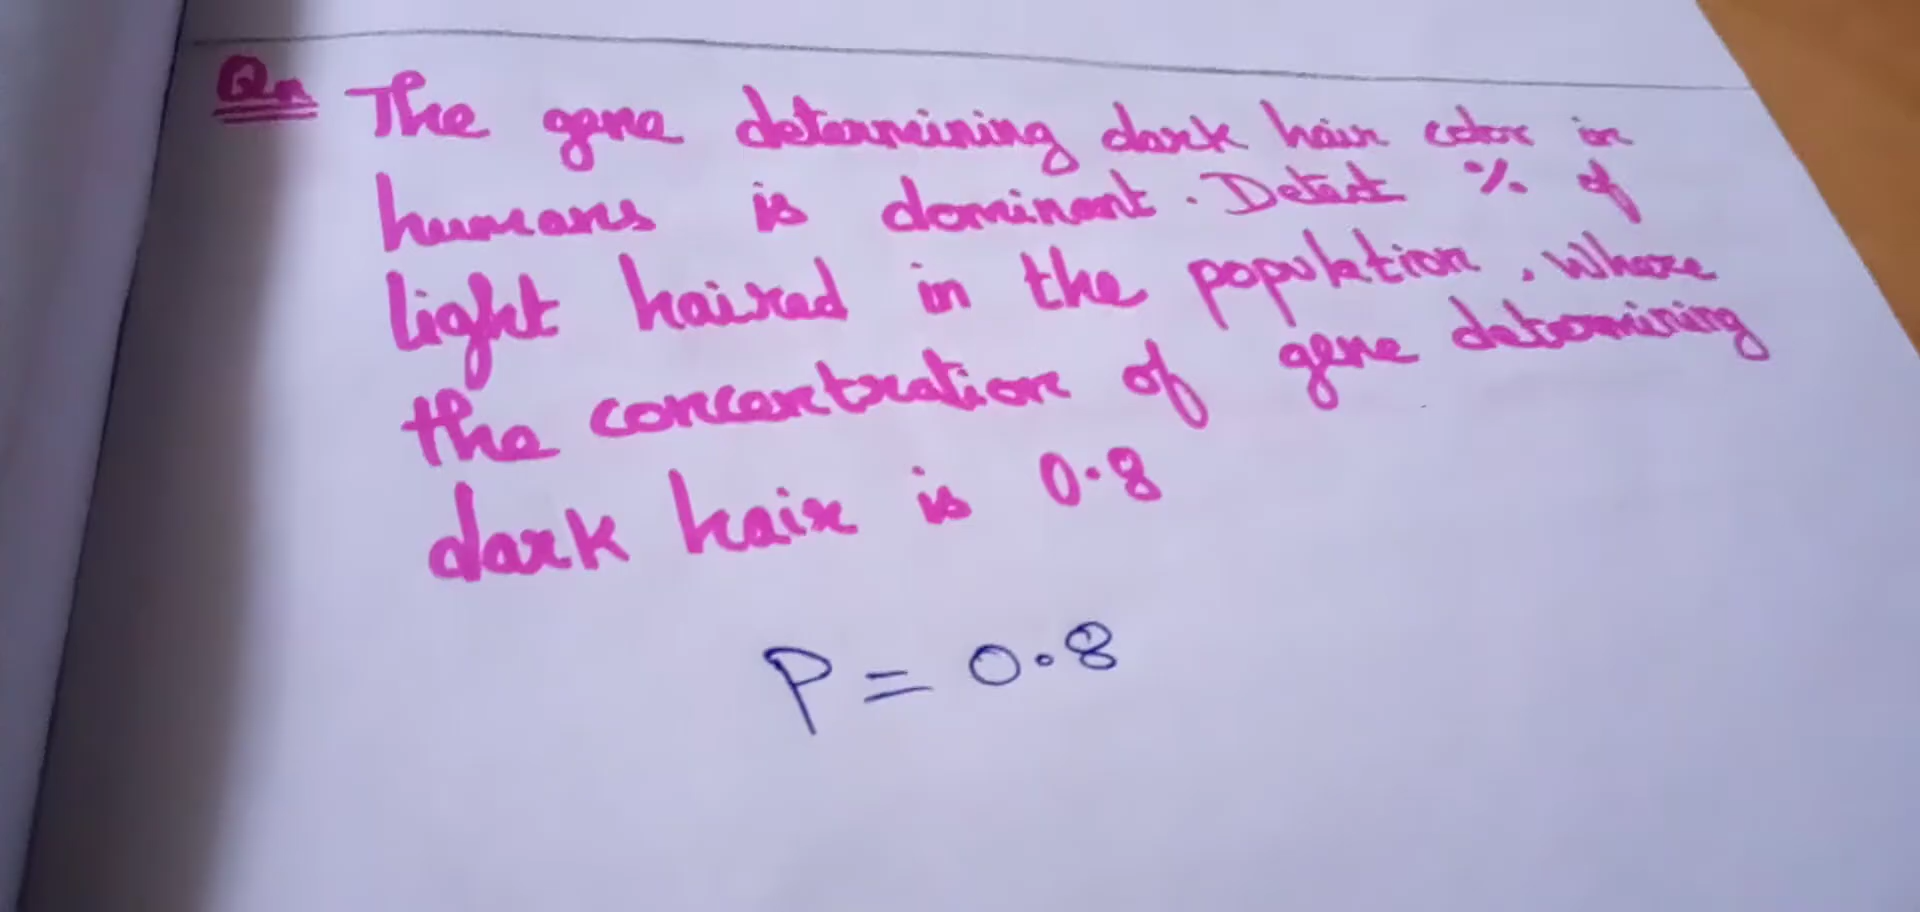 Qn The gene determining dark hair color in
humans is dominant. Detect % of
light haired in the population, where
the concentration of gene determining
dark hair is 0.8
P = 0.8